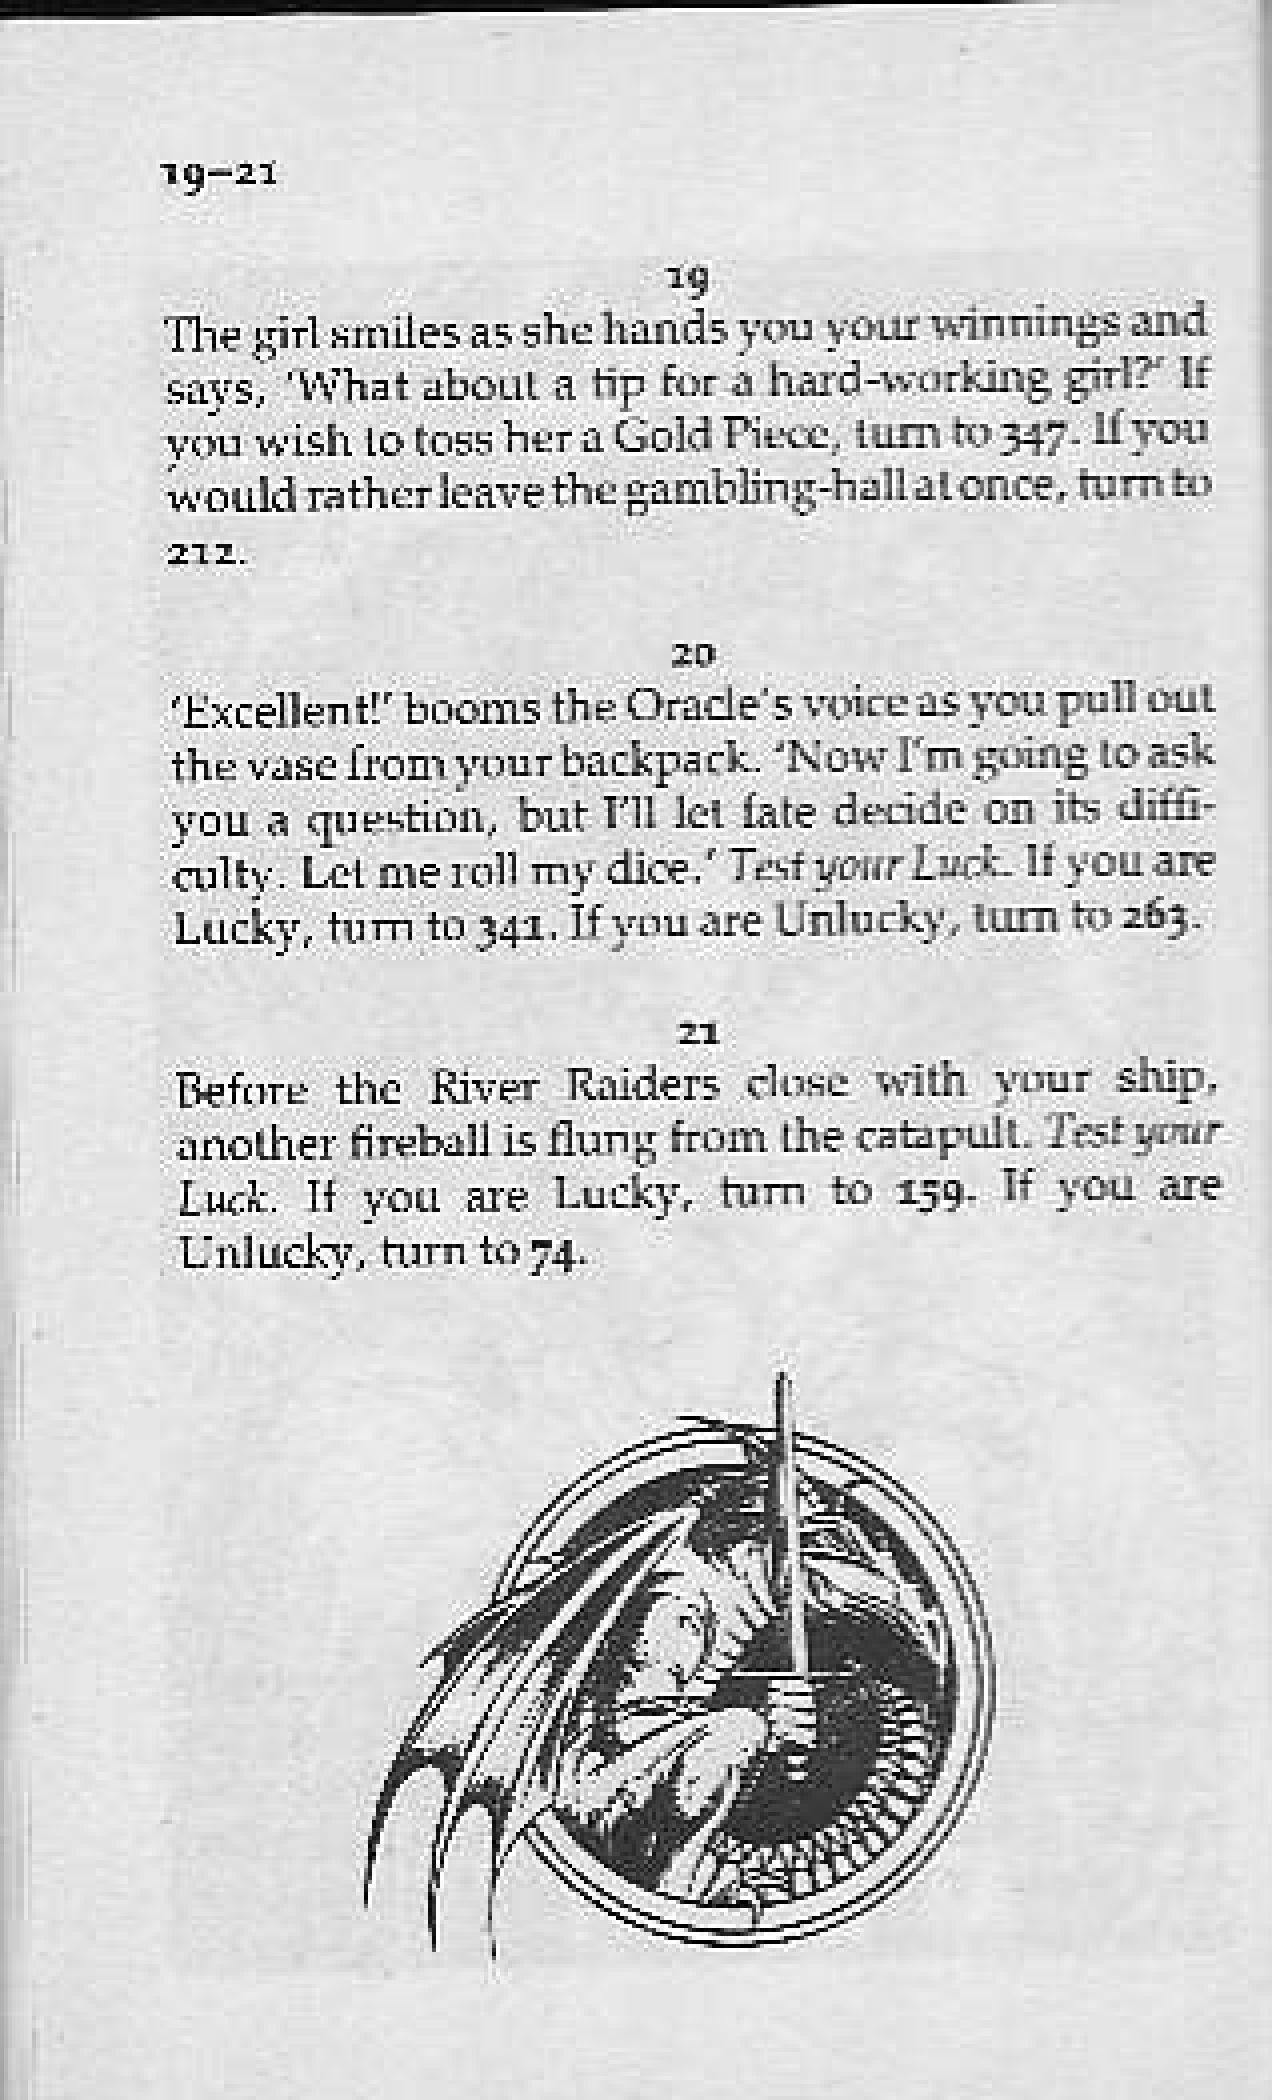 19–21
19
The girl smiles as she hands you your winnings and
says, ‘What about a tip for a hard-working girl?’ If
you wish to toss her a Gold Piece, turn to 347. If you
would rather leave the gambling-hall at once, turn to
212.
20
‘Excellent!’ booms the Oracle’s voice as you pull out
the vase from your backpack. ‘Now I’m going to ask
you a question, but I’ll let fate decide on its diffi-
culty. Let me roll my dice.’ Test your Luck. If you are
Lucky, turn to 341. If you are Unlucky, turn to 263.
21
Before the River Raiders close with your ship,
another fireball is flung from the catapult. Test your
Luck. If you are Lucky, turn to 159. If you are
Unlucky, turn to 74.